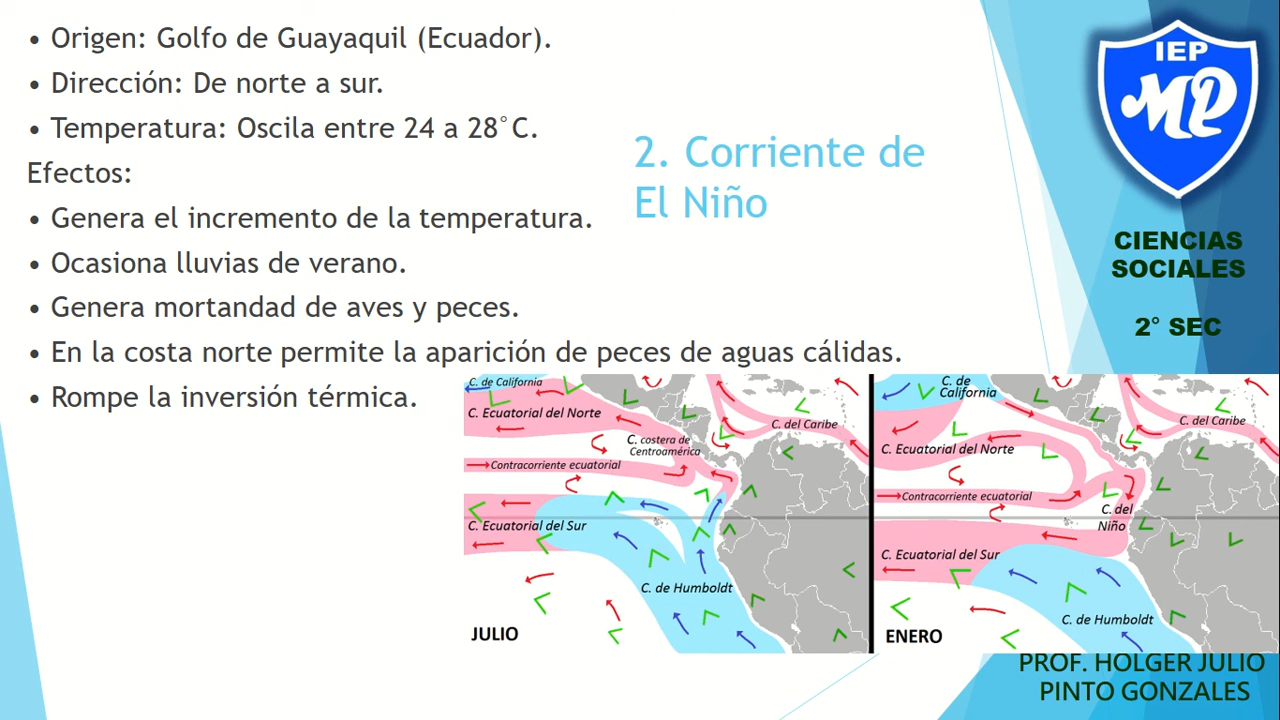 • Origen: Golfo de Guayaquil (Ecuador).
• Dirección: De norte a sur.
• Temperatura: Oscila entre 24 a 28°C.
Efectos:
• Genera el incremento de la temperatura.
• Ocasiona lluvias de verano.
• Genera mortandad de aves y peces.
• En la costa norte permite la aparición de peces de aguas cálidas.
• Rompe la inversión térmica.
2. Corriente de
El Niño
IEP
MP
CIENCIAS
SOCIALES
2° SEC
C. de California
C. Ecuatorial del Norte
C. costera de
Centroamérica
C. del Caribe
Contracorriente ecuatorial
C. Ecuatorial del Sur
C. de Humboldt
JULIO
C. de
California
C. del Caribe
C. Ecuatorial del Norte
Contracorriente ecuatorial
C. del
Niño
C. Ecuatorial del Sur
C. de Humboldt
ENERO
PROF. HOLGER JULIO
PINTO GONZALES